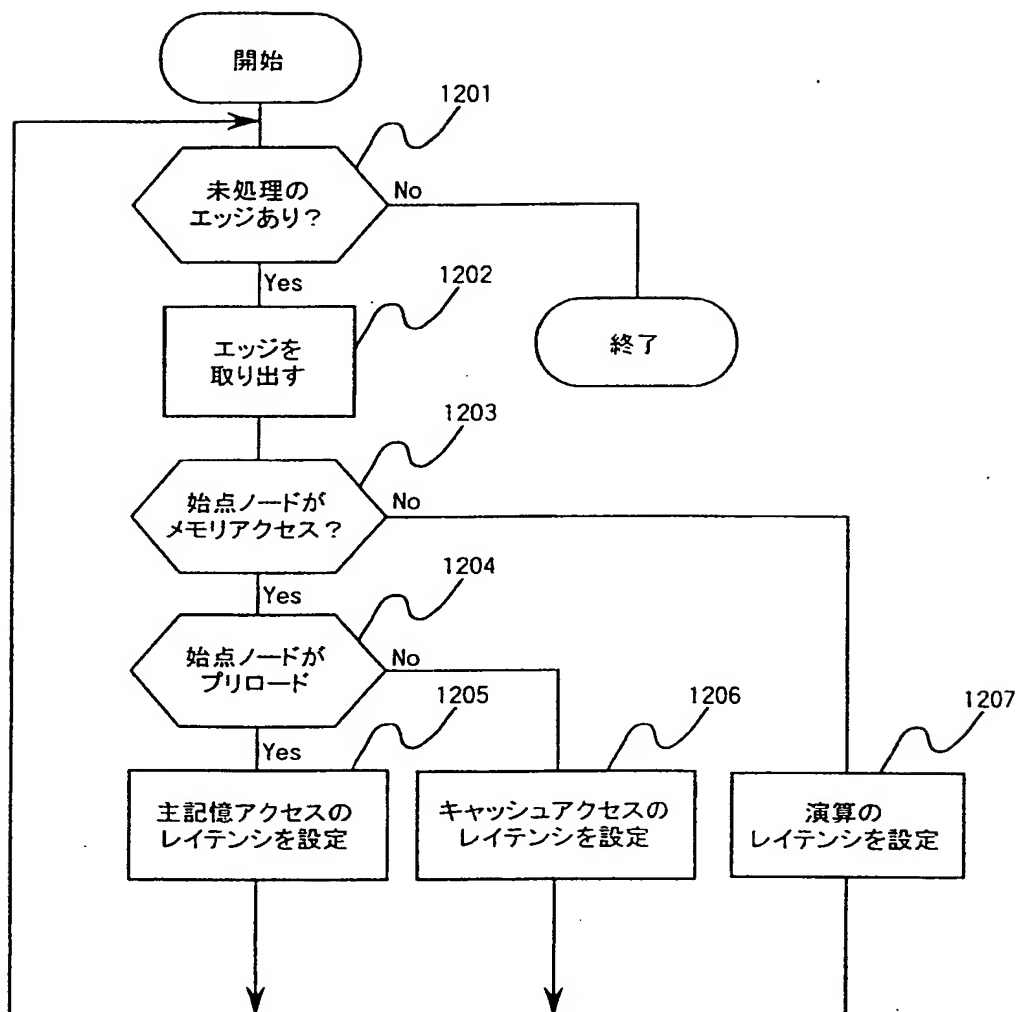 開始
1201
未処理の
エッジあり?
No
Yes
1202
エッジを
取り出す
終了
1203
始点ノードが
メモリアクセス?
No
Yes
1204
始点ノードが
プリロード
No
Yes
1205
1206
1207
主記憶アクセスの
レイテンシを設定
キャッシュアクセスの
レイテンシを設定
演算の
レイテンシを設定